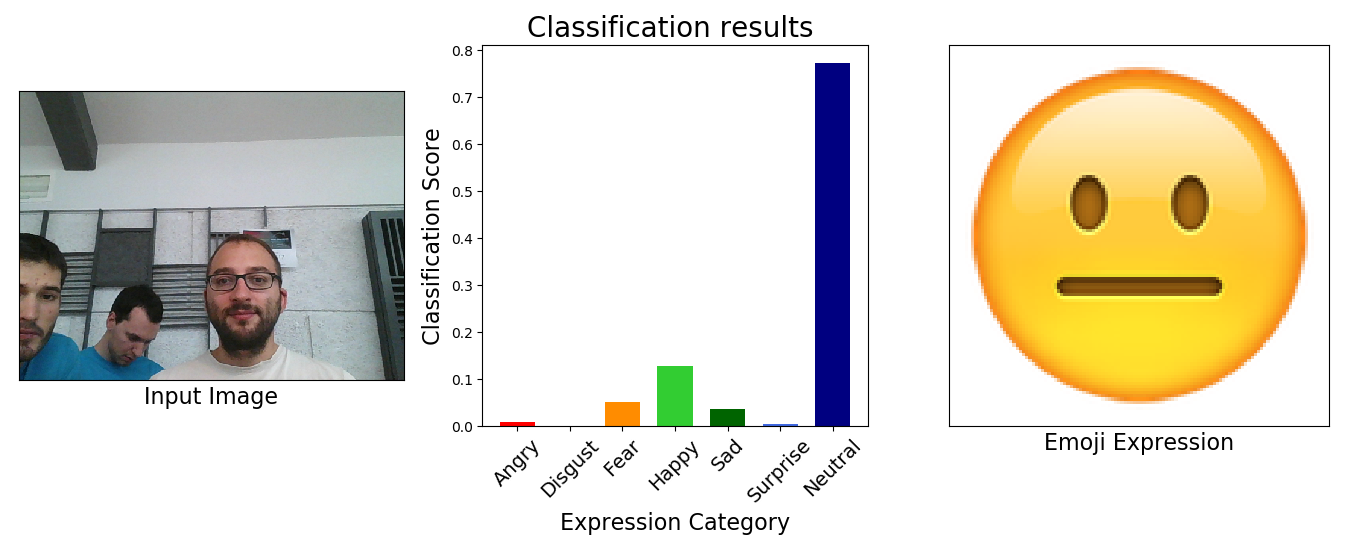 Classification results
0.8
0.7
0.6
0.5
0.4
0.3
0.2
0.1
0.0
Classification Score
Angry
Disgust
Fear
Happy
Sad
Surprise
Neutral
Expression Category
Input Image
Emoji Expression